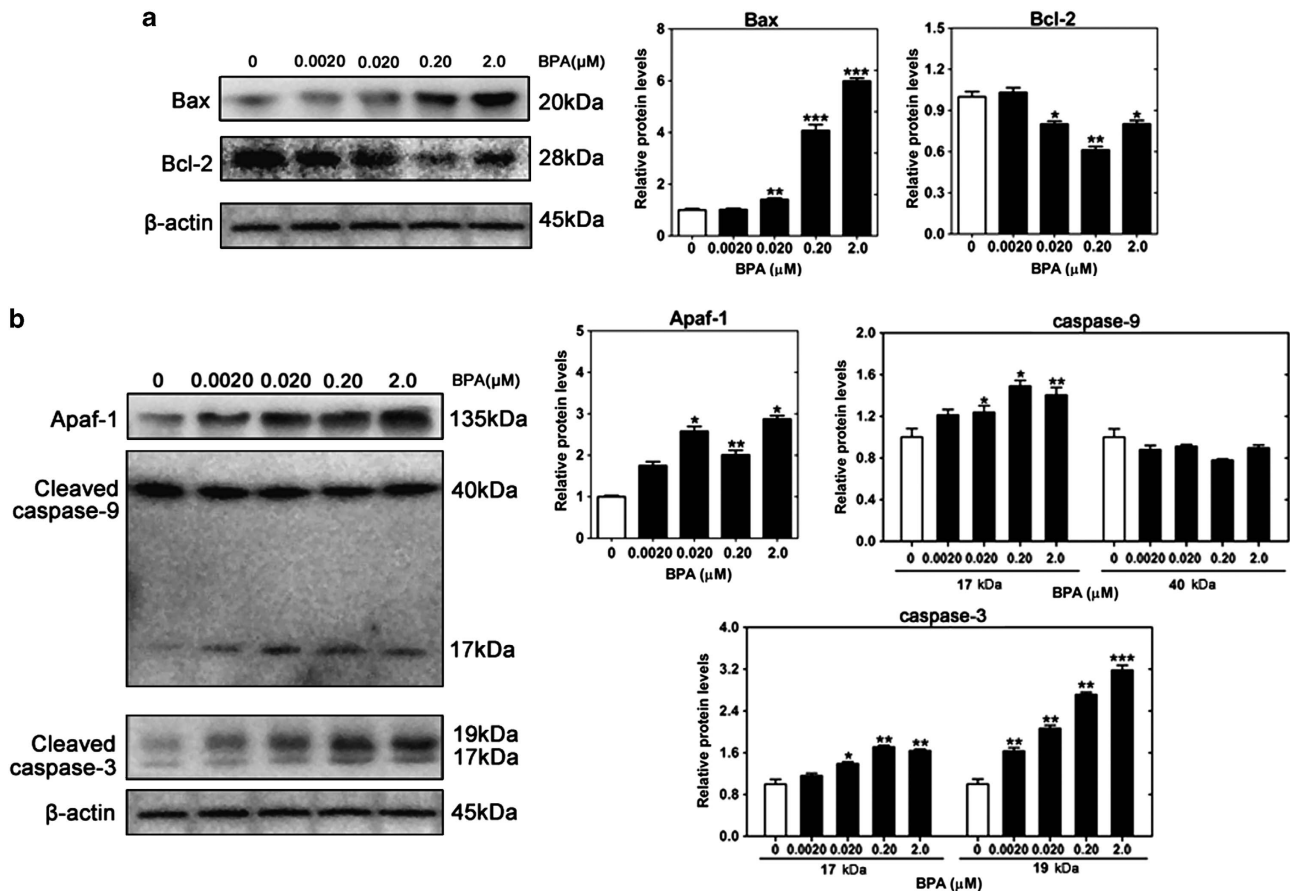 a
0 0.0020 0.020 0.20 2.0 BPA(μM)
Bax 20kDa
Bcl-2 28kDa
β-actin 45kDa
Bax
Relative protein levels
8
6
4
2
0
** *** ***
0 0.0020 0.020 0.20 2.0
BPA (μM)
Bcl-2
Relative protein levels
1.5
1.2
0.9
0.6
0.3
0.0
* ** *
0 0.0020 0.020 0.20 2.0
BPA (μM)
b
0 0.0020 0.020 0.20 2.0 BPA(μM)
Apaf-1 135kDa
Cleaved
caspase-9
40kDa
17kDa
Cleaved
caspase-3
19kDa
17kDa
β-actin 45kDa
Apaf-1
Relative protein levels
5
4
3
2
1
0
* ** *
0 0.0020 0.020 0.20 2.0
BPA (μM)
caspase-9
Relative protein levels
2.0
1.6
1.2
0.8
0.4
0.0
* * **
0 0.0020 0.020 0.20 2.0 0 0.0020 0.020 0.20 2.0
17 kDa BPA (μM) 40 kDa
caspase-3
Relative protein levels
4.0
3.2
2.4
1.6
0.8
0.0
* ** ** ** ** ** ***
0 0.0020 0.020 0.20 2.0 0 0.0020 0.020 0.20 2.0
17 kDa 19 kDa
BPA (μM)